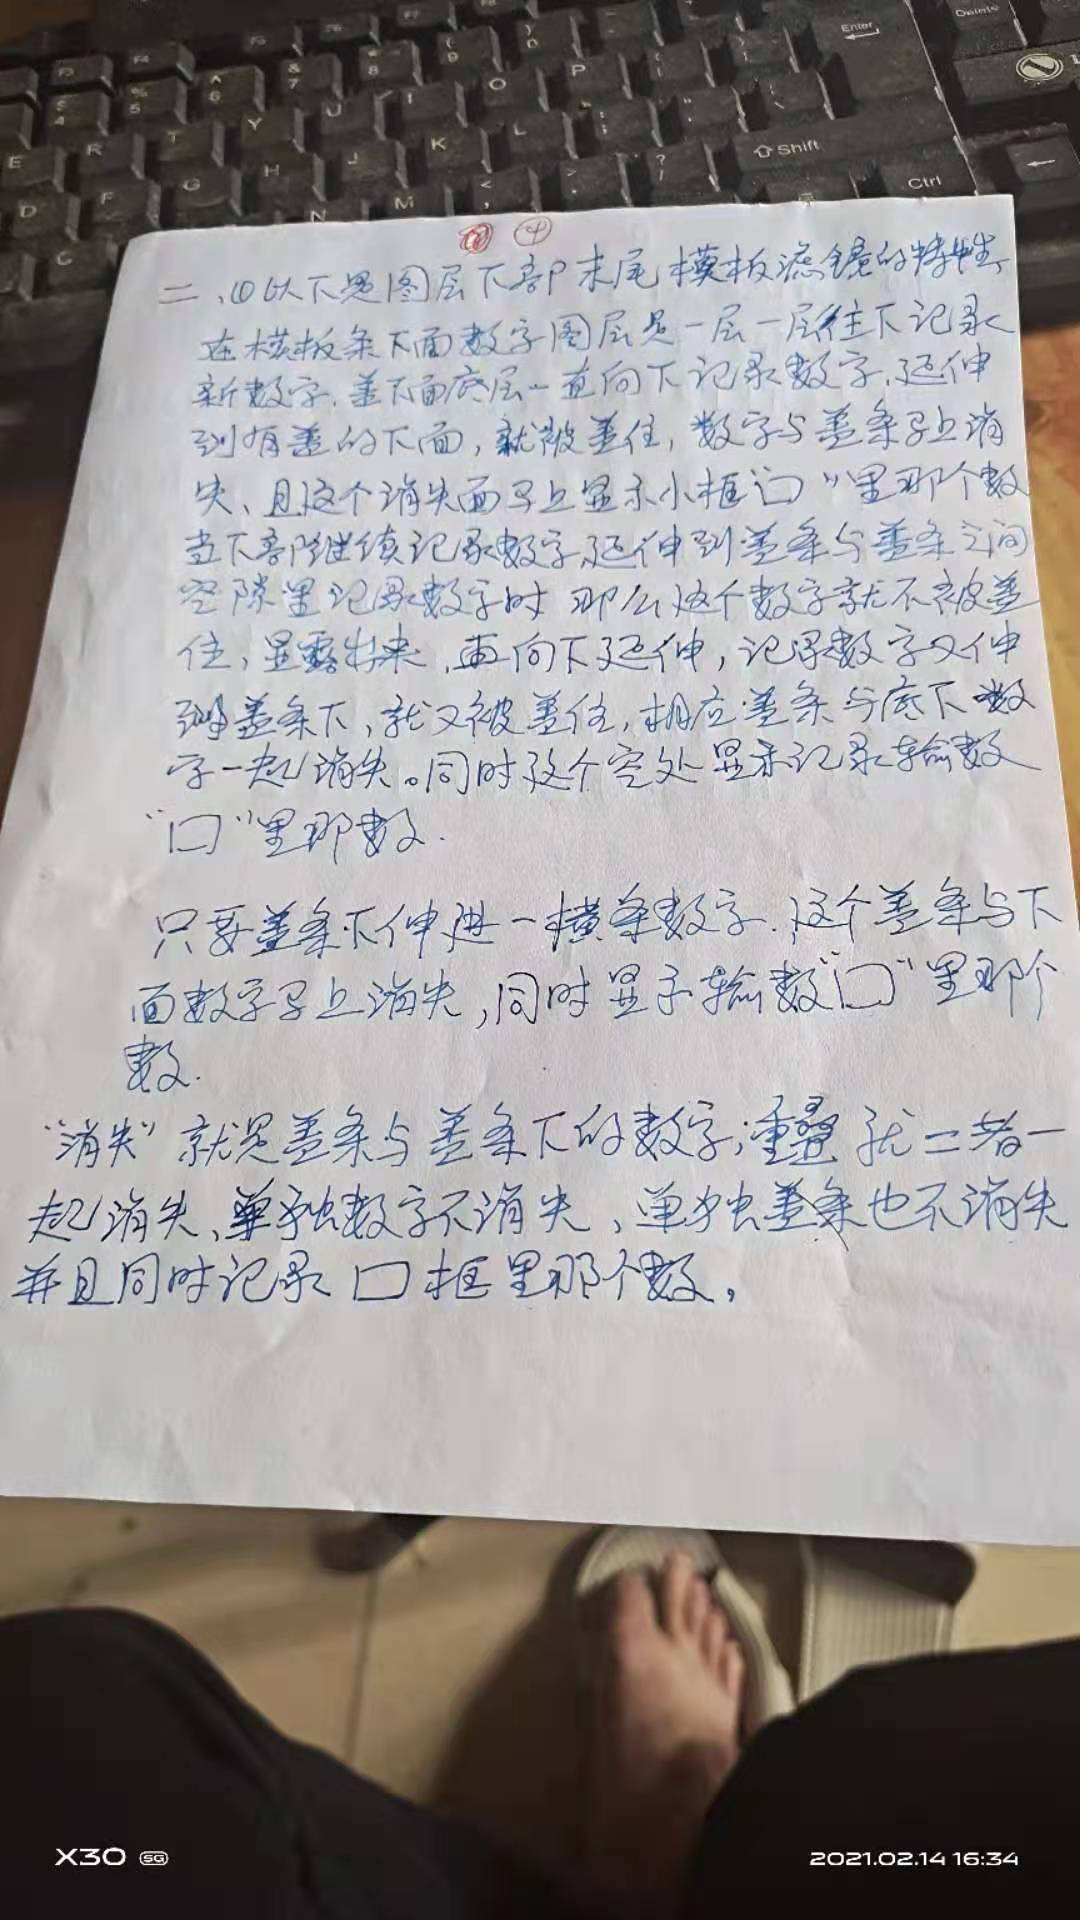 F3
F5
F7
Enter
Delete
4
%
5
6
&
7
*
8
(
9
)
0
E
R
T
Y
U
I
O
P
D
F
G
H
J
K
L
Shift
C
N
M
Ctrl
④
二、(1)以下是图层下部末尾模板滤镜的特性、
在模板条下面数字图层是一层一层往下记录
新数字.盖下面底层一直向下记录数字.延伸
到有盖的下面，就被盖住，数字与盖条马上消
失、且这个消失面马上显示小框“口”里那个数
当下部继续记录数字,延伸到盖条与盖条之间
空隙里记录数字时 那么这个数字就不被盖
住，显露出来，再向下延伸，记录数字又伸
到盖条下，就又被盖住，相应盖条与底下数
字一起消失。同时这个空处显示记录输数
“口”里那数.
只要盖条下伸进一横条数字.这个盖条与下
面数字马上消失，同时显示输数“口”里那个
数.
“消失”就是盖条与盖条下的数字;重叠就二者一
起消失、单独数字不消失、单独盖条也不消失
并且同时记录口框里那个数，
X30 5G
2021.02.14 16:34